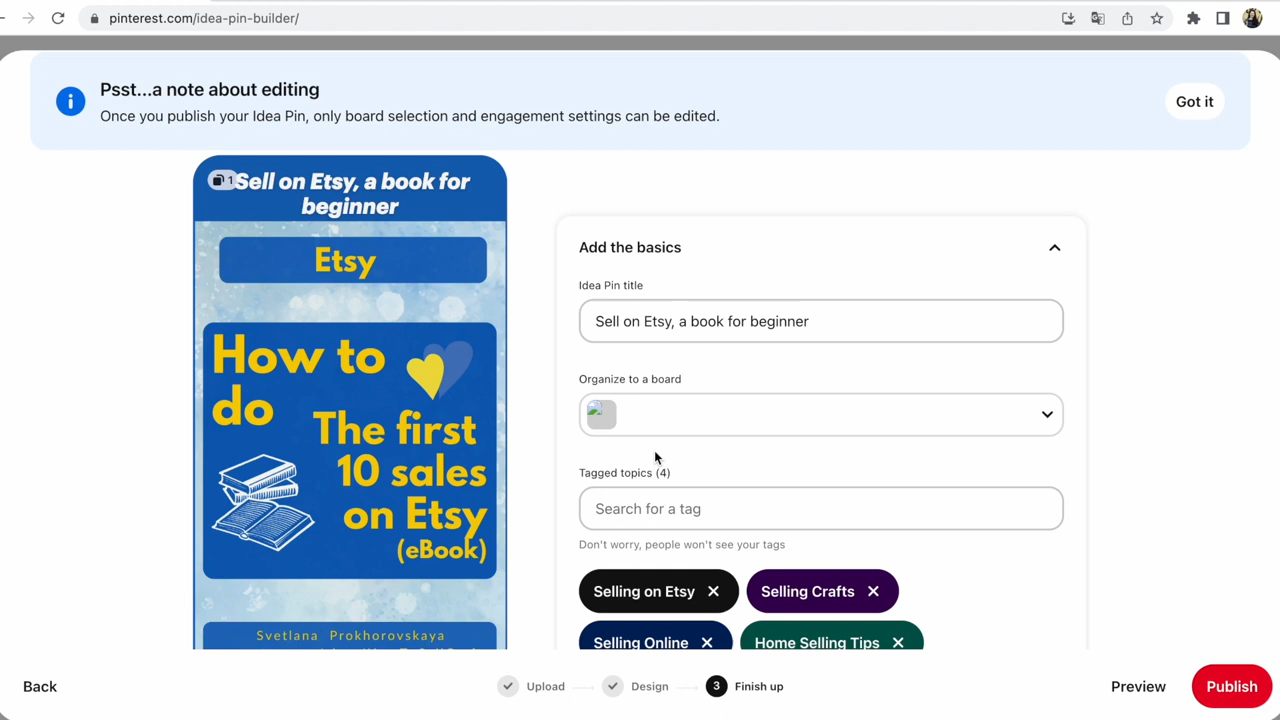 pinterest.com/idea-pin-builder/
Psst...a note about editing
Once you publish your Idea Pin, only board selection and engagement settings can be edited.
Got it
1
Sell on Etsy, a book for
beginner
Etsy
How to
do
The first
10 sales
on Etsy
(eBook)
Svetlana Prokhorovskaya
Add the basics
Idea Pin title
Sell on Etsy, a book for beginner
Organize to a board
Tagged topics (4)
Search for a tag
Don't worry, people won't see your tags
Selling on Etsy
Selling Crafts
Selling Online
Home Selling Tips
Back
Upload
Design
3 Finish up
Preview
Publish